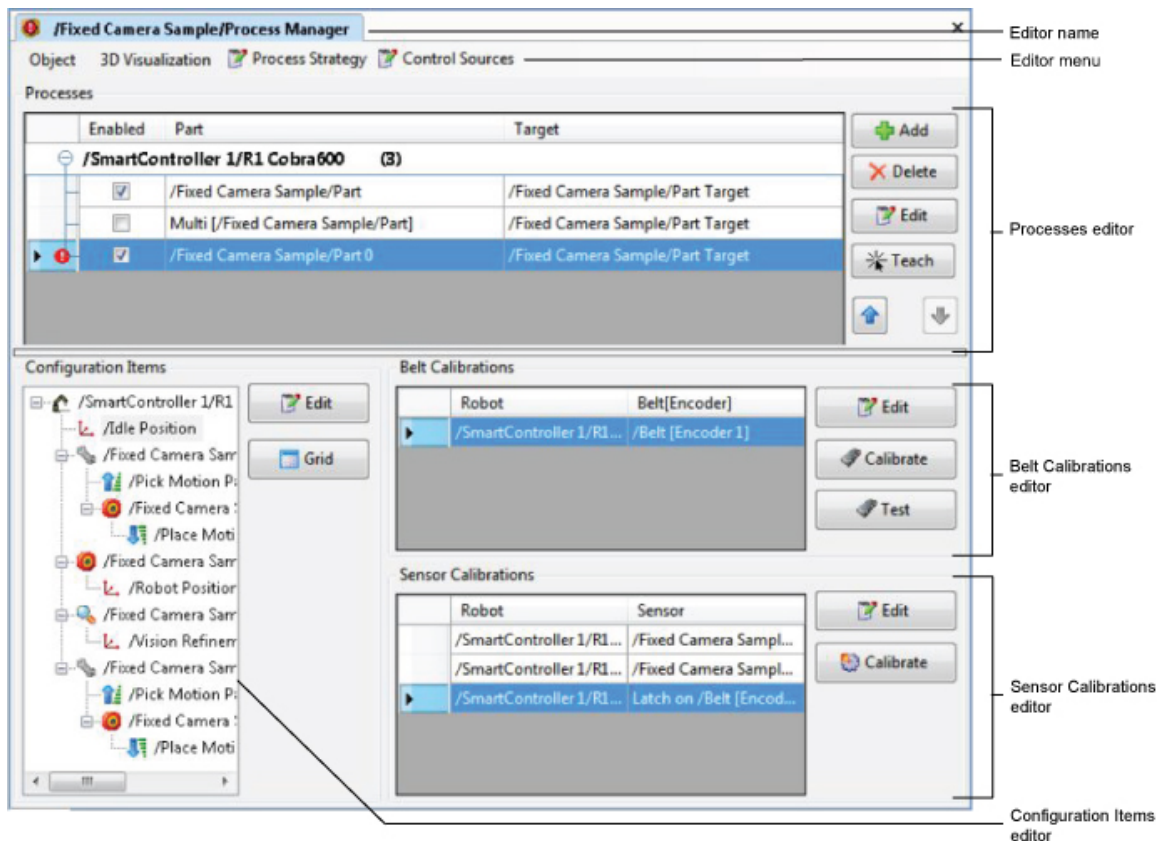 /Fixed Camera Sample/Process Manager
Editor name
Object 3D Visualization Process Strategy Control Sources
Editor menu
Processes
Enabled Part Target
Add
/SmartController 1/R1 Cobra600 (3)
Delete
/Fixed Camera Sample/Part /Fixed Camera Sample/Part Target
Multi [/Fixed Camera Sample/Part] /Fixed Camera Sample/Part Target
Edit
Processes editor
/Fixed Camera Sample/Part 0 /Fixed Camera Sample/Part Target
Teach
Configuration Items
/SmartController 1/R1
/Idle Position
/Fixed Camera Sam
/Pick Motion Pa
/Fixed Camera S
/Place Moti
/Fixed Camera Sam
/Robot Position
/Fixed Camera Sam
/Vision Refinem
/Fixed Camera Sam
/Pick Motion Pa
/Fixed Camera S
/Place Moti
Edit
Grid
Belt Calibrations
Robot Belt[Encoder]
/SmartController 1/R1... /Belt [Encoder 1]
Edit
Calibrate
Test
Belt Calibrations
editor
Sensor Calibrations
Robot Sensor
/SmartController 1/R1... /Fixed Camera Sampl...
/SmartController 1/R1... /Fixed Camera Sampl...
/SmartController 1/R1... Latch on /Belt [Encod...
Edit
Calibrate
Sensor Calibrations
editor
Configuration Items
editor